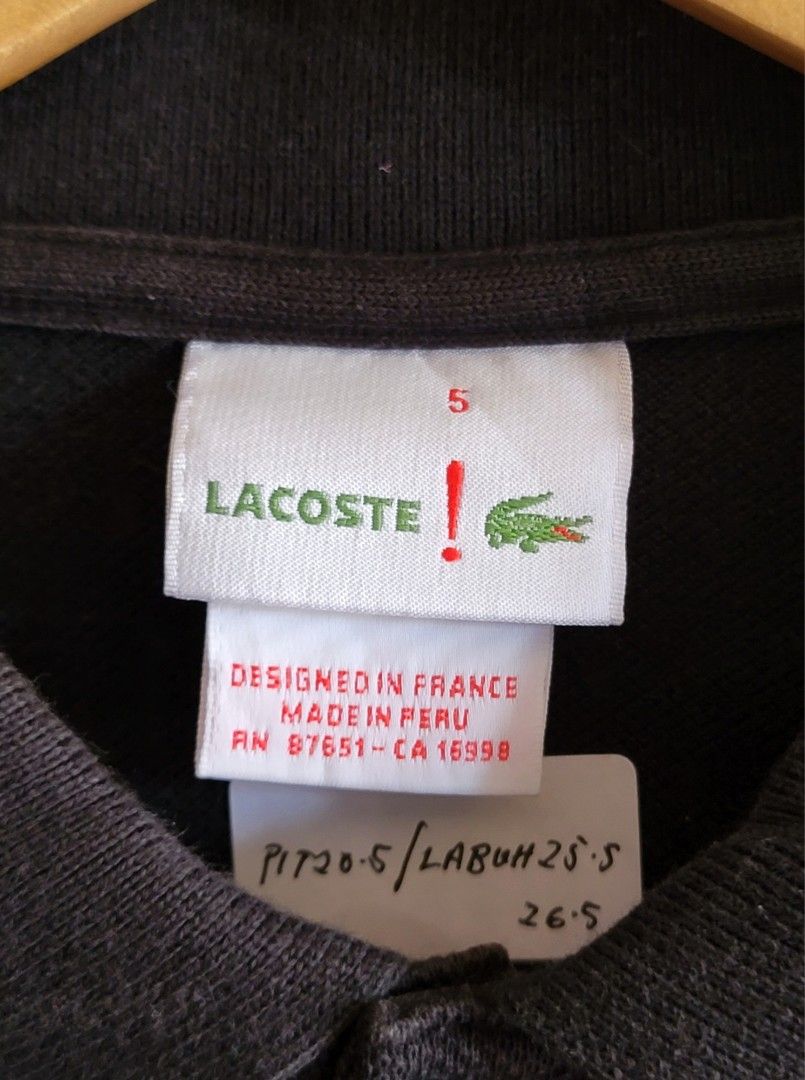 5
LACOSTE !
DESIGNED IN FRANCE
MADE IN PERU
RN 87651 - CA 16998
PIT20.5/LABUH25.5
26.5